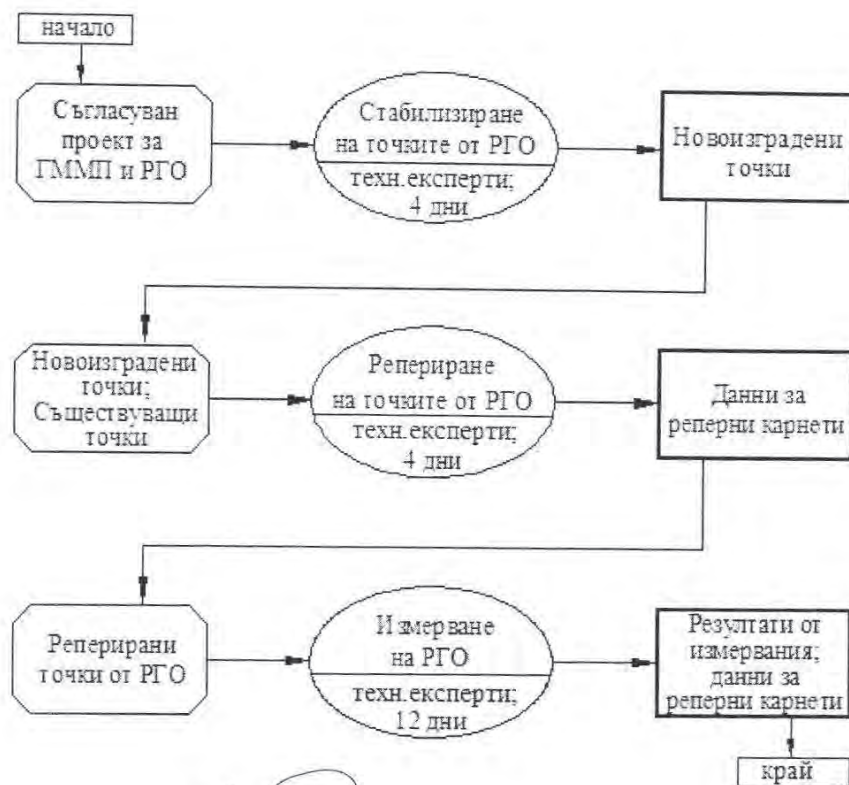 начало
Съгласуван
проект за
ГММП и РГО
Стабилизиране
на точките от РГО
техн.експерти;
4 дни
Новоизградени
точки
Новоизградени
точки;
Съществуващи
точки
Репериране
на точките от РГО
техн.експерти;
4 дни
Данни за
реперни карнети
Реперирани
точки от РГО
Измерване
на РГО
техн.експерти;
12 дни
Резултати от
измервания;
данни за
реперни карнети
край